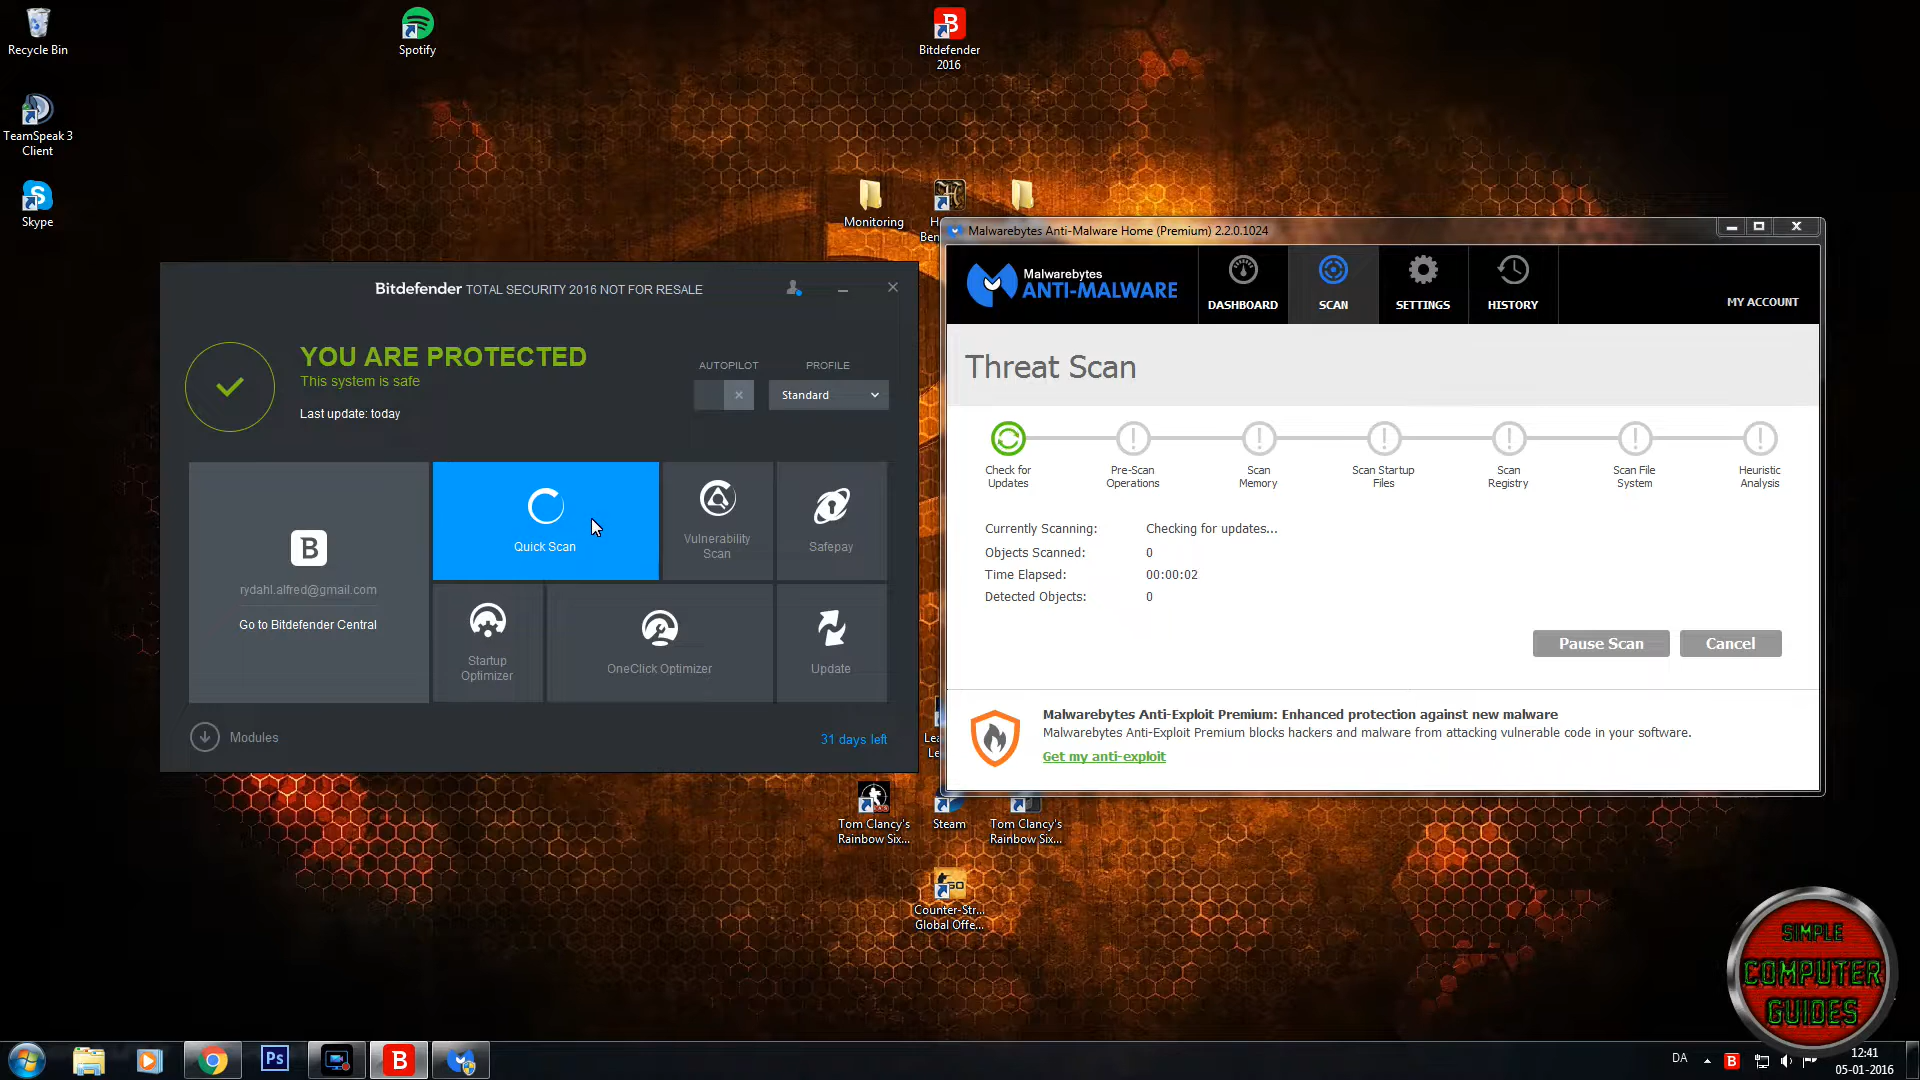 Recycle Bin
Spotify
Bitdefender
2016
TeamSpeak 3
Client
Skype
Monitoring
Malwarebytes Anti-Malware Home (Premium) 2.2.0.1024
Malwarebytes
ANTI-MALWARE
DASHBOARD
SCAN
SETTINGS
HISTORY
MY ACCOUNT
Threat Scan
Check for
Updates
Pre-Scan
Operations
Scan
Memory
Scan Startup
Files
Scan
Registry
Scan File
System
Heuristic
Analysis
Currently Scanning: Checking for updates...
Objects Scanned: 0
Time Elapsed: 00:00:02
Detected Objects: 0
Pause Scan
Cancel
Malwarebytes Anti-Exploit Premium: Enhanced protection against new malware
Malwarebytes Anti-Exploit Premium blocks hackers and malware from attacking vulnerable code in your software.
Get my anti-exploit
Bitdefender TOTAL SECURITY 2016 NOT FOR RESALE
YOU ARE PROTECTED
This system is safe
Last update: today
AUTOPILOT
PROFILE
Standard
B
rydahl.alfred@gmail.com
Go to Bitdefender Central
Quick Scan
Vulnerability
Scan
Safepay
Startup
Optimizer
OneClick Optimizer
Update
Modules
31 days left
Tom Clancy's
Rainbow Six...
Steam
Tom Clancy's
Rainbow Six...
Counter-Str...
Global Offe...
SIMPLE
COMPUTER
GUIDES
Ps
B
DA
B
12:41
05-01-2016